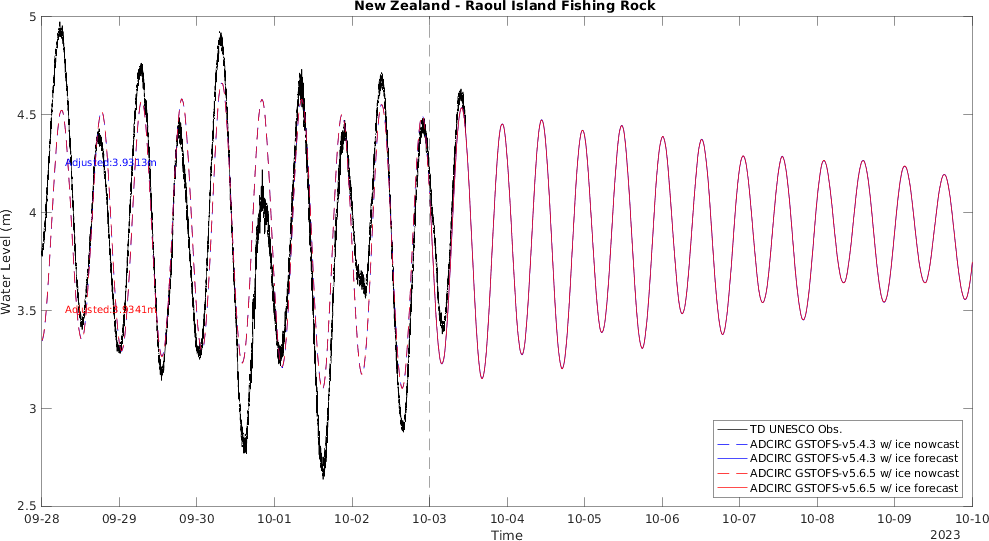 New Zealand - Raoul Island Fishing Rock
5
4.5
4
3.5
3
2.5
Water Level (m)
Adjusted:3.9313m
Adjusted:3.9341m
TD UNESCO Obs.
ADCIRC GSTOFS-v5.4.3 w/ ice nowcast
ADCIRC GSTOFS-v5.4.3 w/ ice forecast
ADCIRC GSTOFS-v5.6.5 w/ ice nowcast
ADCIRC GSTOFS-v5.6.5 w/ ice forecast
09-28 09-29 09-30 10-01 10-02 10-03 10-04 10-05 10-06 10-07 10-08 10-09 10-10
Time
2023